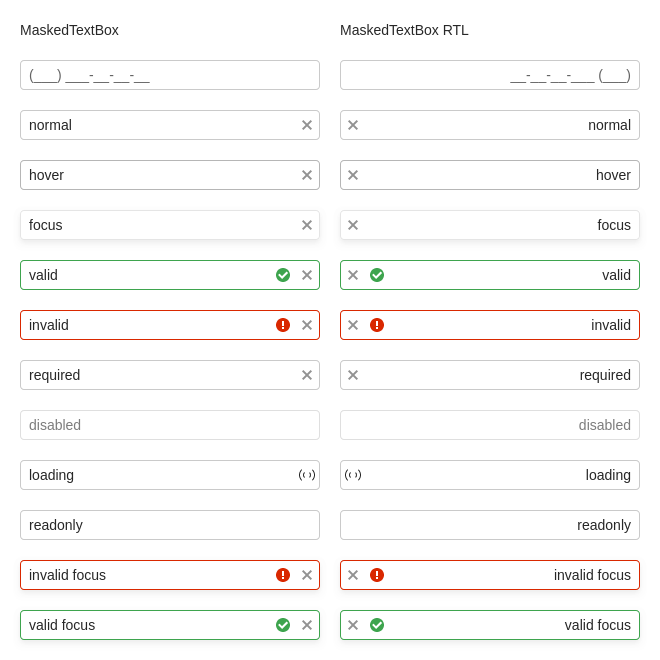 MaskedTextBox
MaskedTextBox RTL
(___) ___-__-__-__
__-__-__-___ (___)
normal
normal
hover
hover
focus
focus
valid
valid
invalid
invalid
required
required
disabled
disabled
loading
loading
readonly
readonly
invalid focus
invalid focus
valid focus
valid focus